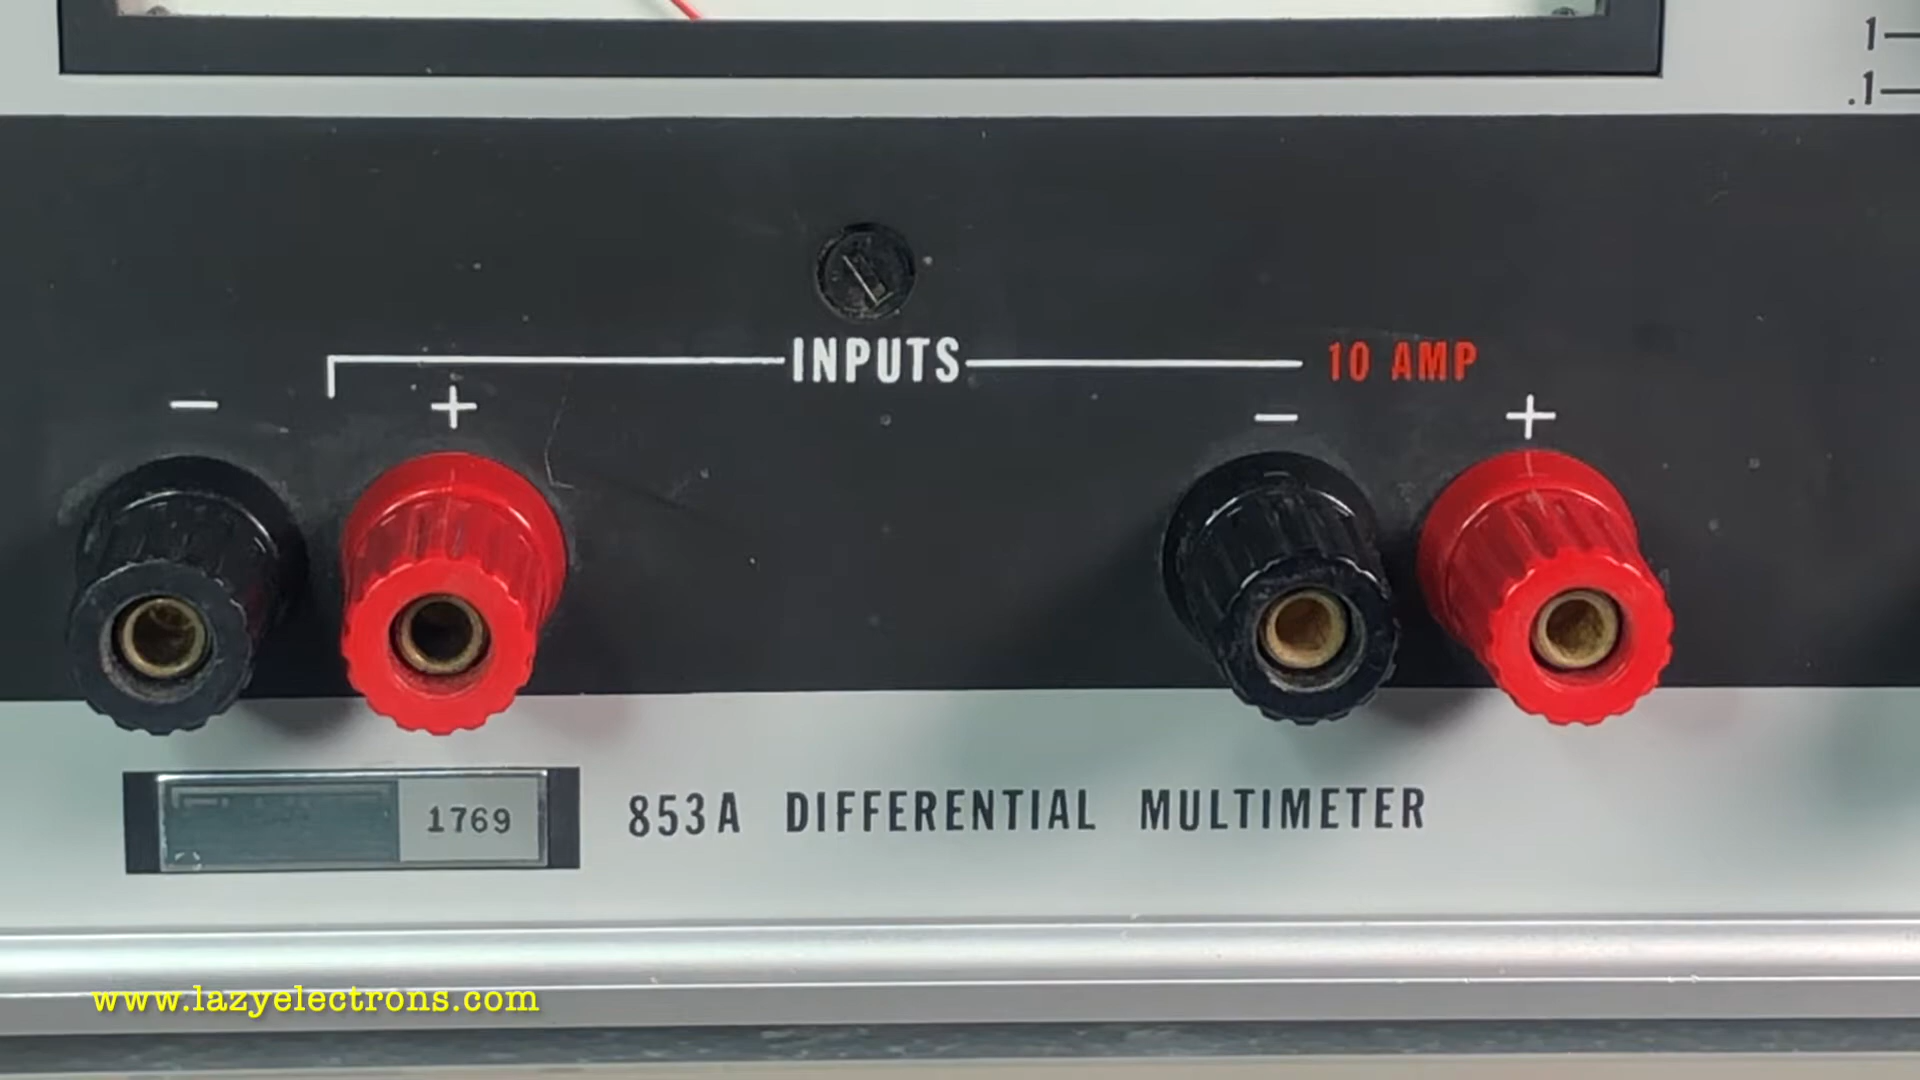 1
.1
INPUTS
10 AMP
- +
- +
1769
853A DIFFERENTIAL MULTIMETER
www.lazyelectrons.com